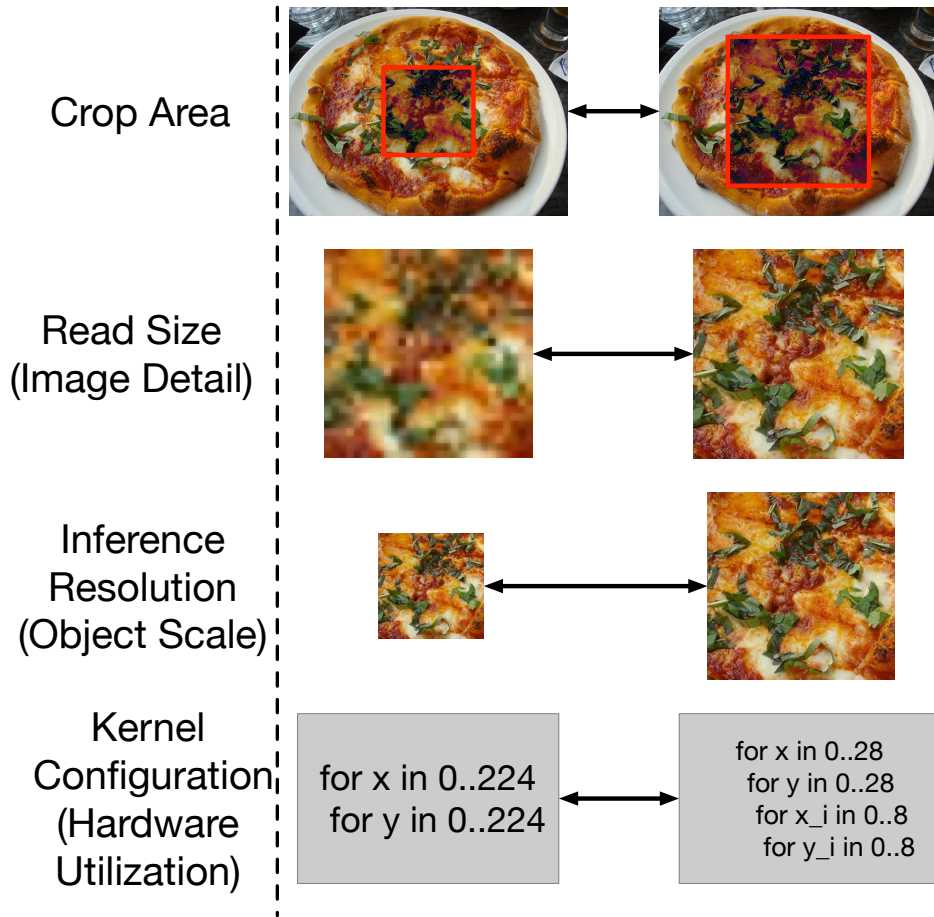 Crop Area
Read Size
(Image Detail)
Inference
Resolution
(Object Scale)
Kernel
Configuration
(Hardware
Utilization)
for x in 0..224
for y in 0..224
for x in 0..28
for y in 0..28
for x_i in 0..8
for y_i in 0..8